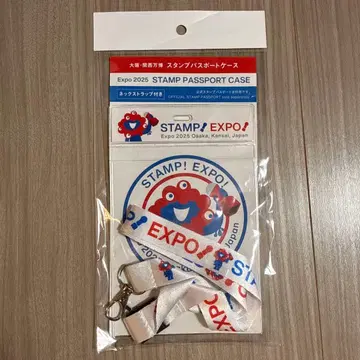 大阪・関西万博 スタンプパスポートケース
Expo 2025 STAMP PASSPORT CASE
ネックストラップ付き
STAMP! EXPO!
Expo 2025 Osaka, Kansai, Japan
STAMP! EXPO!
Japan
EXPO!
STA